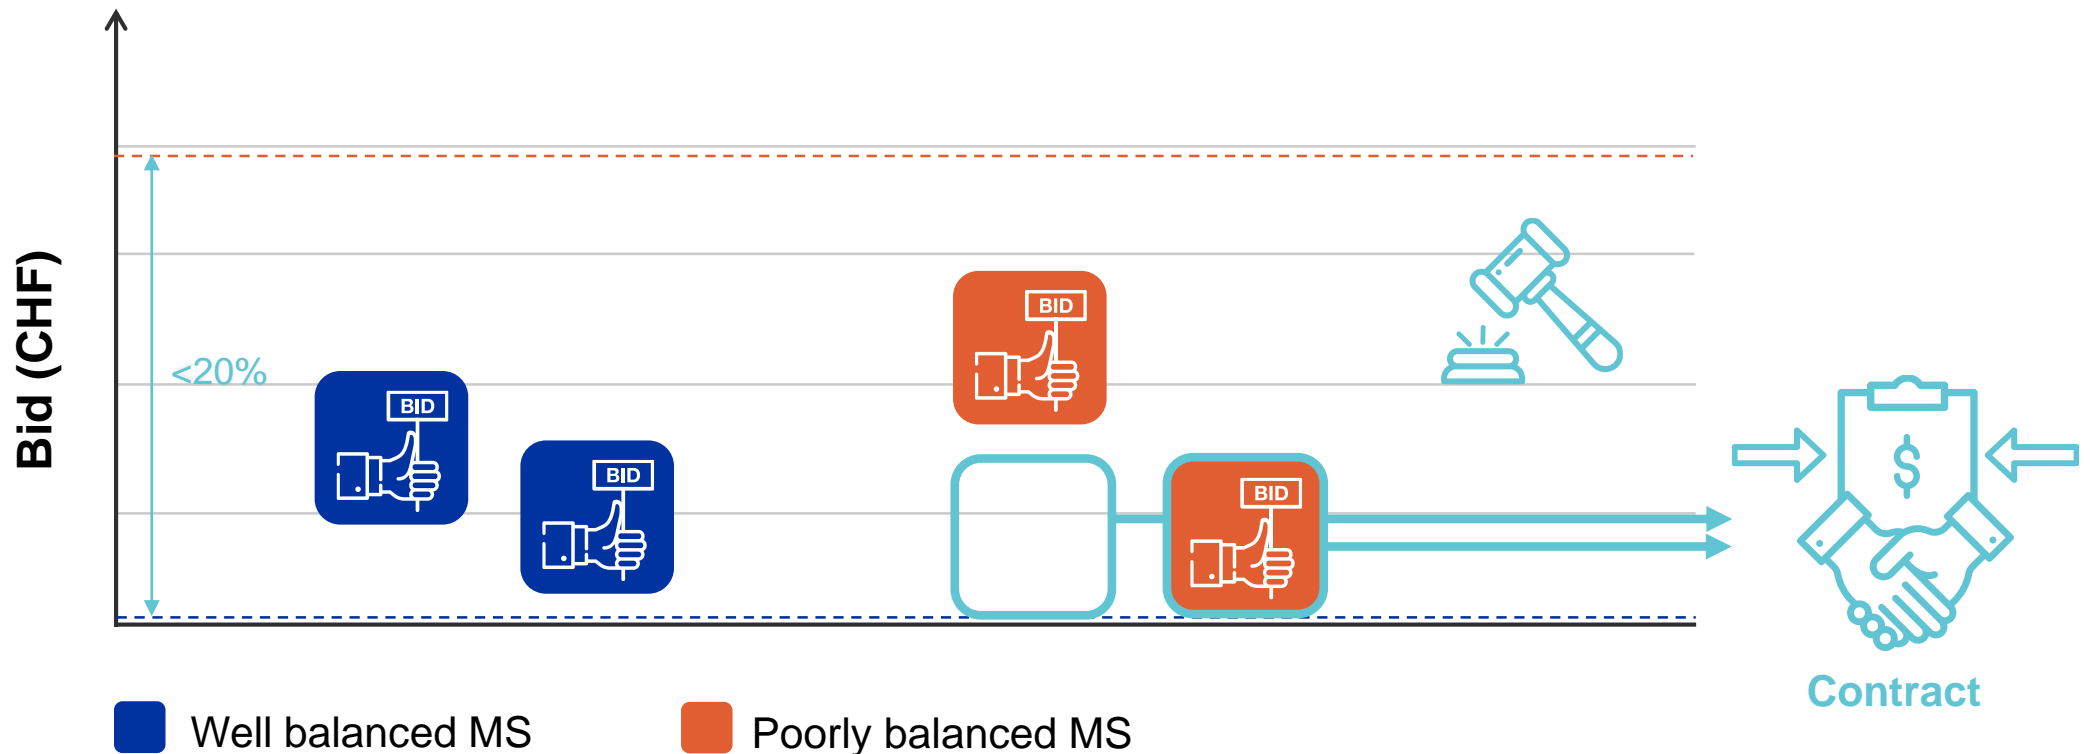 Bid (CHF)
<20%
BID
BID
BID
BID
$
Contract
Well balanced MS
Poorly balanced MS